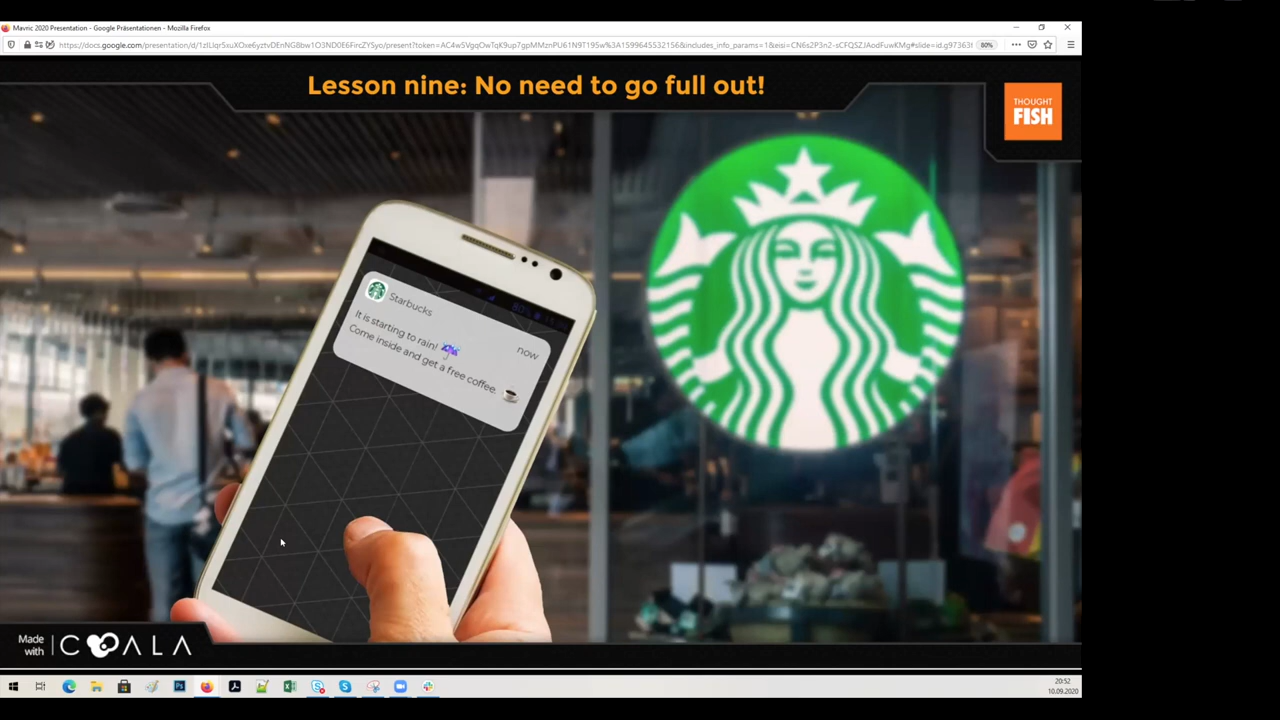 Mavric 2020 Presentation - Google Präsentationen - Mozilla Firefox
80%
Lesson nine: No need to go full out!
THOUGHT
FISH
Starbucks
now
It is starting to rain!
Come inside and get a free coffee.
Made
with
COALA
20:52
10.09.2020